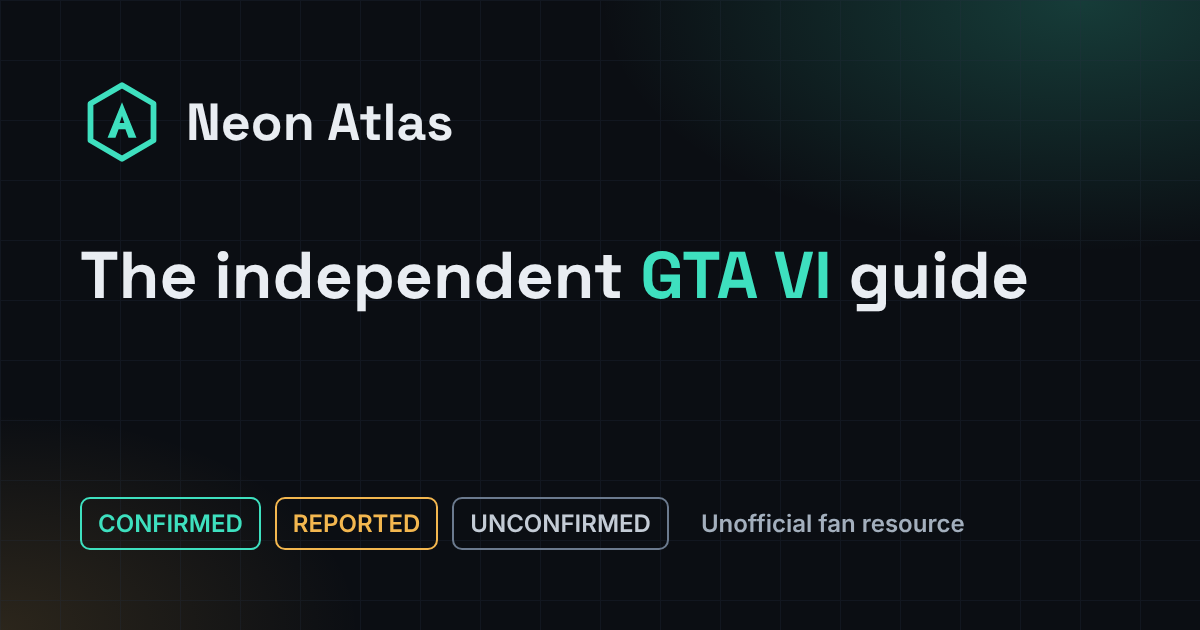 A
Neon Atlas
The independent GTA VI guide
CONFIRMED REPORTED UNCONFIRMED Unofficial fan resource